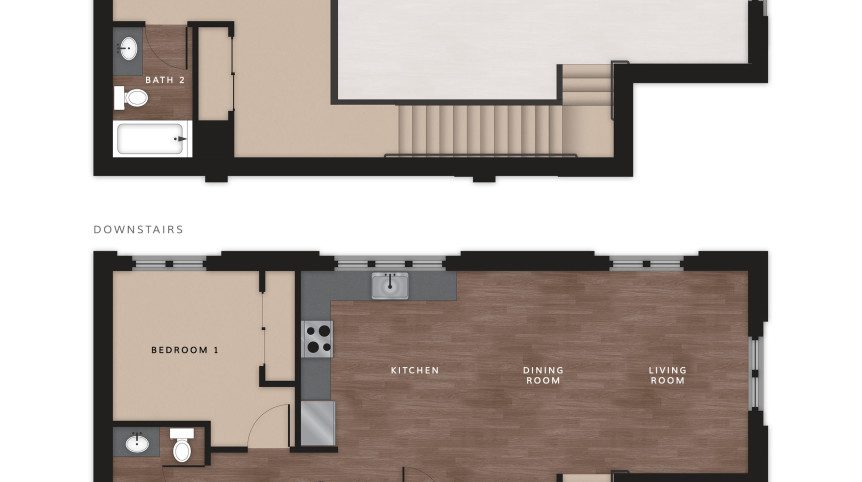 BATH 2
DOWNSTAIRS
BEDROOM 1
KITCHEN
DINING
ROOM
LIVING
ROOM